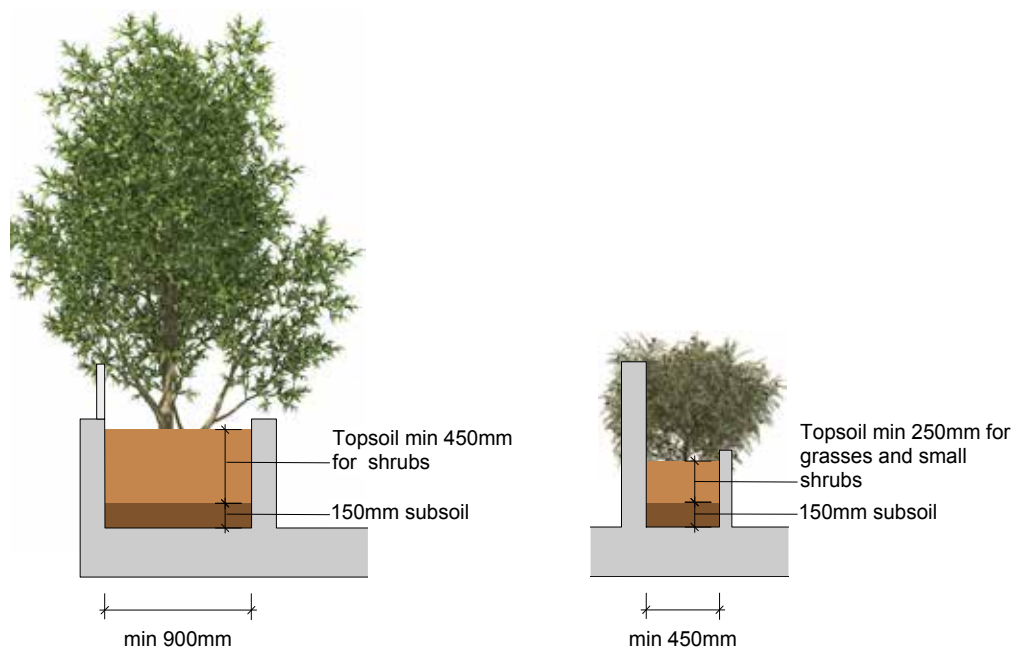 Topsoil min 450mm
for shrubs
150mm subsoil
min 900mm
Topsoil min 250mm for
grasses and small
shrubs
150mm subsoil
min 450mm